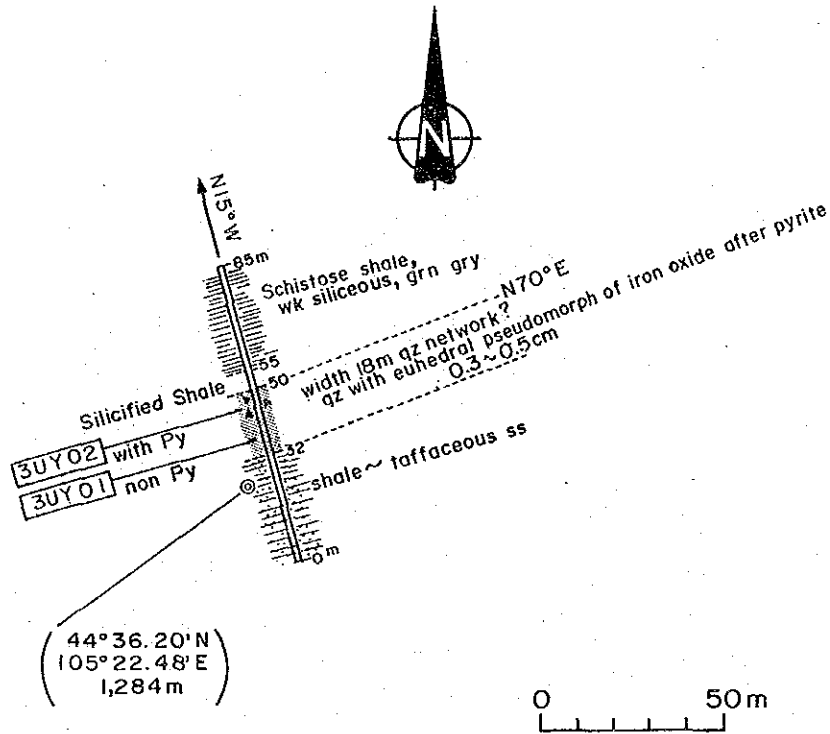 N
N15°W
85m
Schistose shale,
wk siliceous, grn gry
N70°E
55
50
width 18m qz network?
qz with euhedral pseudomorph of iron oxide after pyrite
0.3~0.5cm
Silicified Shale
3UY02 with Py
3UY01 non Py
32
shale~taffaceous ss
0m
44°36.20'N
105°22.48'E
1,284m
0 50m